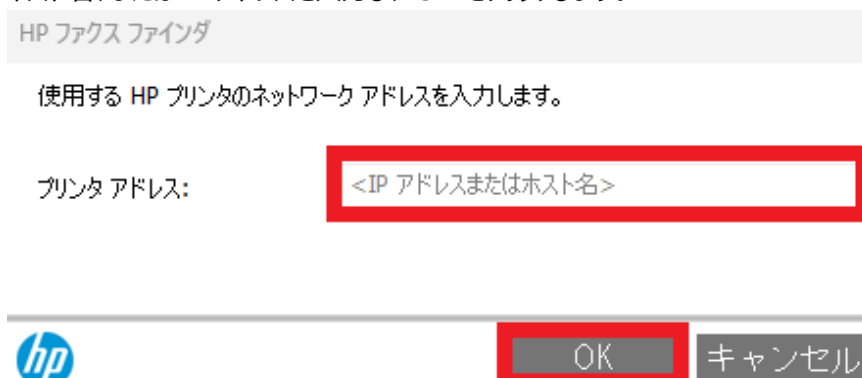 HP ファクス ファインダ
使用する HP プリンタのネットワーク アドレスを入力します。
プリンタ アドレス:
<IP アドレスまたはホスト名>
hp
OK
キャンセル